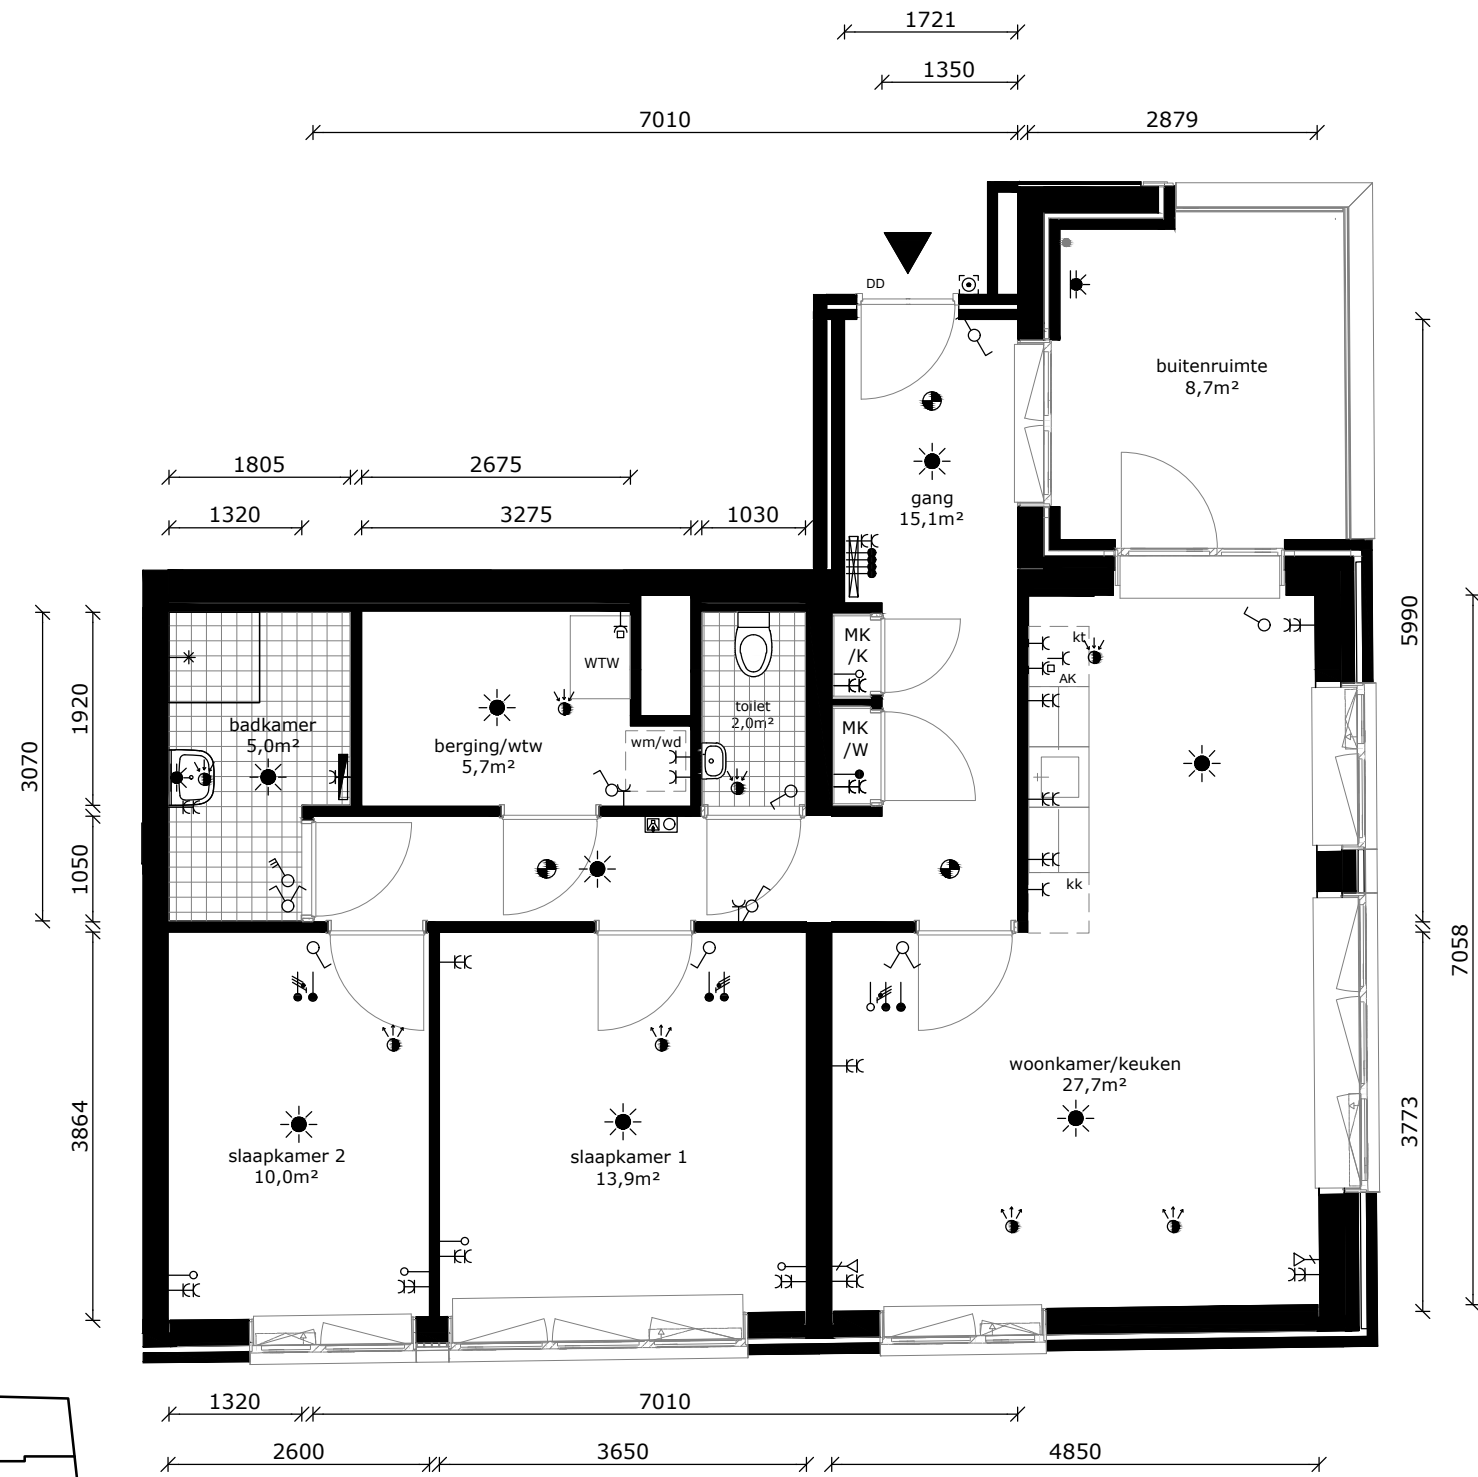 1721
1350
7010
2879
DD
buitenruimte
8,7m²
1805
2675
1320
3275
1030
gang
15,1m²
5990
7058
3773
3070
1920
1050
3864
badkamer
5,0m²
berging/wtw
5,7m²
WTW
wm/wd
toilet
2,0m²
MK
/K
MK
/W
kt
AK
kk
woonkamer/keuken
27,7m²
slaapkamer 2
10,0m²
slaapkamer 1
13,9m²
1320
7010
2600
3650
4850